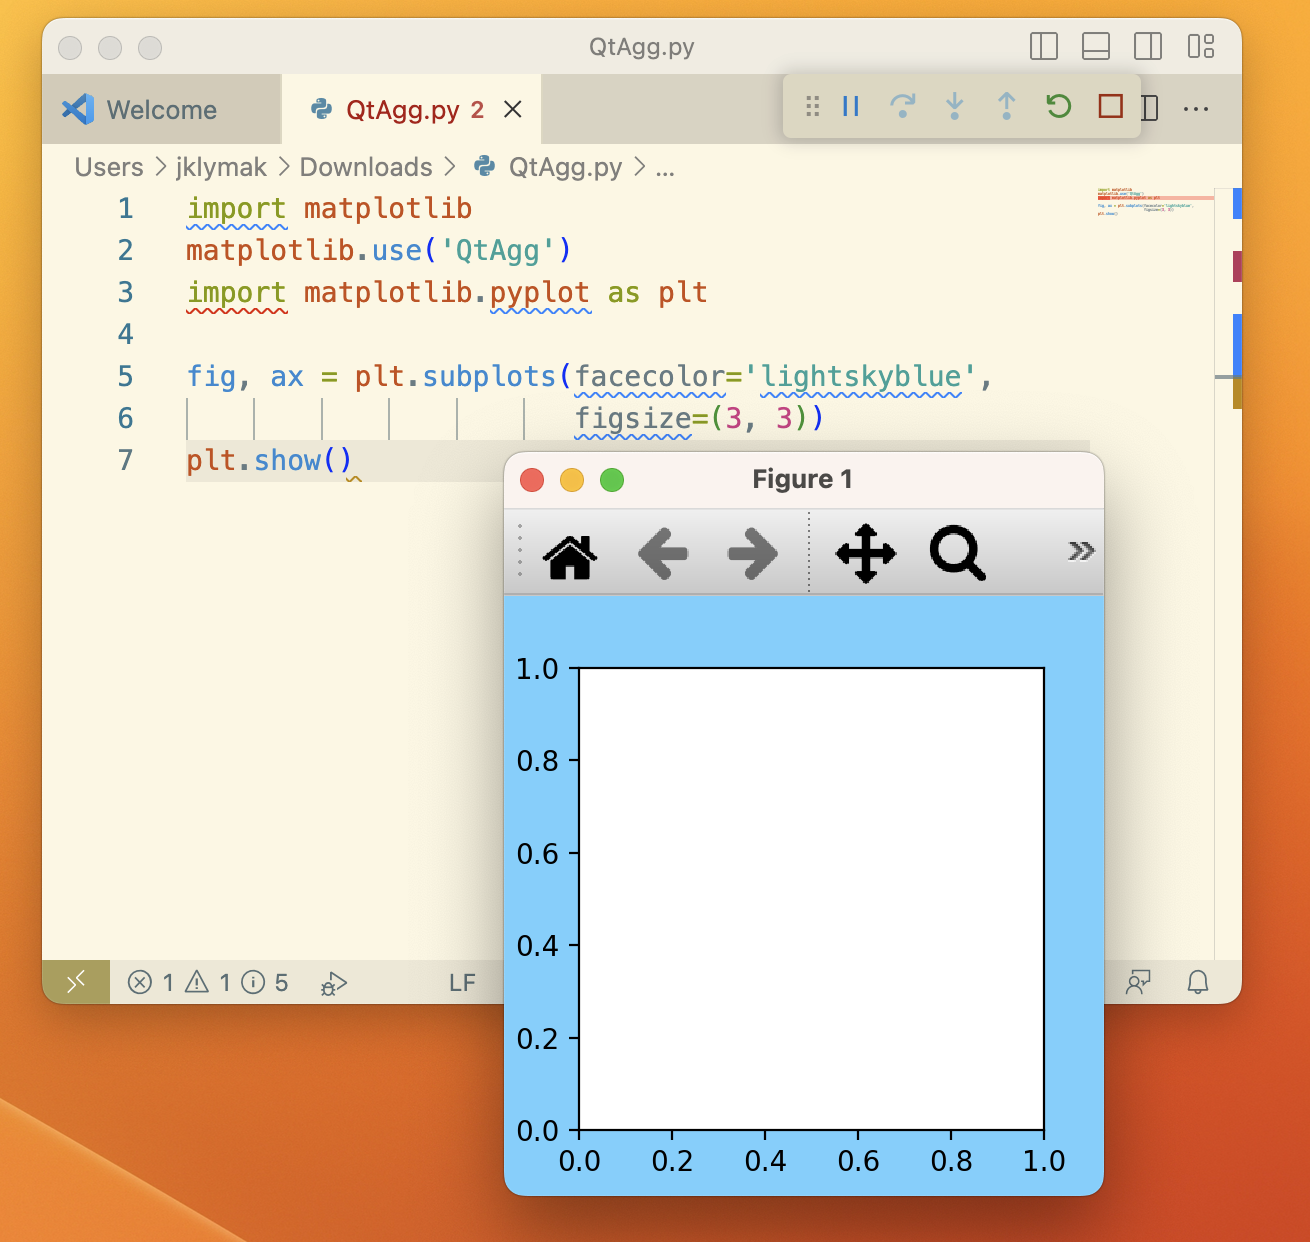 QtAgg.py
Welcome
QtAgg.py 2
Users > jklymak > Downloads > QtAgg.py > ...
1 import matplotlib
2 matplotlib.use('QtAgg')
3 import matplotlib.pyplot as plt
4
5 fig, ax = plt.subplots(facecolor='lightskyblue',
6 figsize=(3, 3))
7 plt.show()
Figure 1
1.0
0.8
0.6
0.4
0.2
0.0
0.0 0.2 0.4 0.6 0.8 1.0
1 1 5 LF